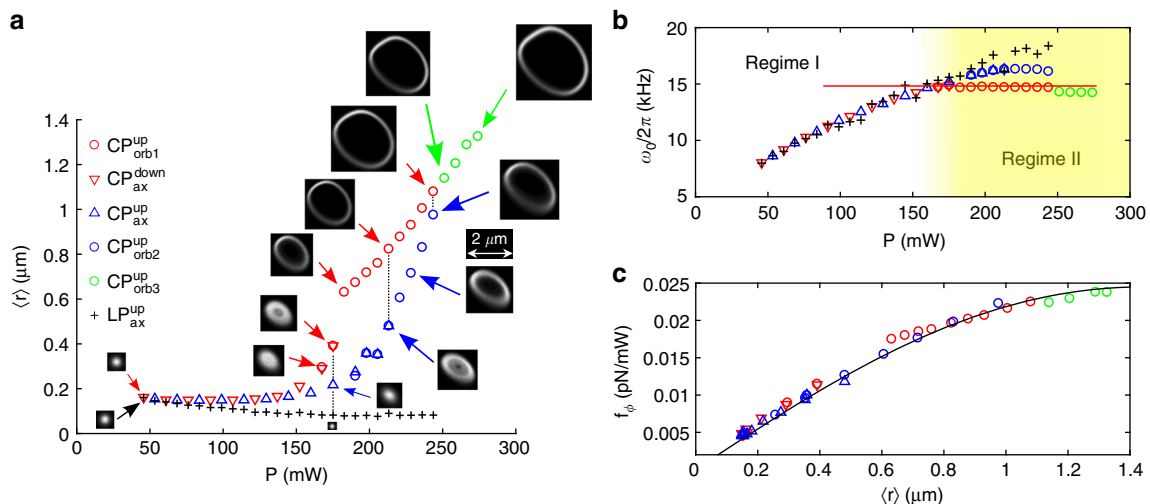 a
⟨r⟩ (μm)
1.4
1.2
1
0.8
0.6
0.4
0.2
0
0
50
100
150
200
250
300
P (mW)
CP^up_orb1
CP^down_ax
CP^up_ax
CP^up_orb2
CP^up_orb3
LP^up_ax
2 μm
b
ω₀/2π (kHz)
20
15
10
5
Regime I
Regime II
0
50
100
150
200
250
300
P (mW)
c
f_ϕ (pN/mW)
0.025
0.02
0.015
0.01
0.005
0
0.2
0.4
0.6
0.8
1
1.2
1.4
⟨r⟩ (μm)